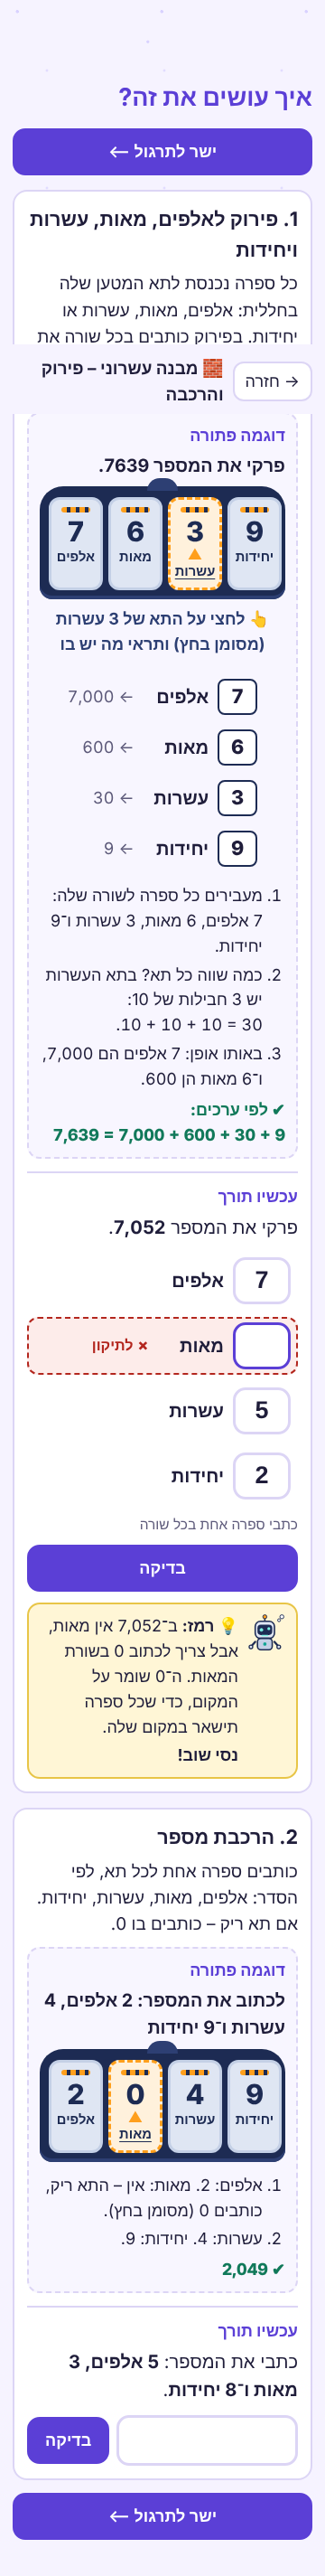 איך עושים את זה?
ישר לתרגול ←
1. פירוק לאלפים, מאות, עשרות
ויחידות
כל ספרה נכנסת לתא המטען שלה
בחללית: אלפים, מאות, עשרות או
יחידות. בפירוק כותבים בכל שורה את
→ חזרה
🧱 מבנה עשרוני – פירוק
והרכבה
דוגמה פתורה
פרקי את המספר 7639.
7 6 3 9
אלפים מאות עשרות יחידות
👆 לחצי על התא של 3 עשרות
(מסומן בחץ) ותראי מה יש בו
7 אלפים ← 7,000
6 מאות ← 600
3 עשרות ← 30
9 יחידות ← 9
1. מעבירים כל ספרה לשורה שלה:
7 אלפים, 6 מאות, 3 עשרות ו־9
יחידות.
2. כמה שווה כל תא? בתא העשרות
יש 3 חבילות של 10:
30 = 10 + 10 + 10.
3. באותו אופן: 7 אלפים הם 7,000,
ו־6 מאות הן 600.
✔ לפי ערכים:
7,639 = 7,000 + 600 + 30 + 9
עכשיו תורך
פרקי את המספר 7,052.
7 אלפים
מאות × לתיקון
5 עשרות
2 יחידות
כתבי ספרה אחת בכל שורה
בדיקה
💡 רמז: ב־7,052 אין מאות,
אבל צריך לכתוב 0 בשורת
המאות. ה־0 שומר על
המקום, כדי שכל ספרה
תישאר במקום שלה.
נסי שוב!
2. הרכבת מספר
כותבים ספרה אחת לכל תא, לפי
הסדר: אלפים, מאות, עשרות, יחידות.
אם תא ריק – כותבים בו 0.
דוגמה פתורה
לכתוב את המספר: 2 אלפים, 4
עשרות ו־9 יחידות
2 0 4 9
אלפים מאות עשרות יחידות
1. אלפים: 2. מאות: אין – התא ריק,
כותבים 0 (מסומן בחץ).
2. עשרות: 4. יחידות: 9.
✔ 2,049
עכשיו תורך
כתבי את המספר: 5 אלפים, 3
מאות ו־8 יחידות.
בדיקה
ישר לתרגול ←